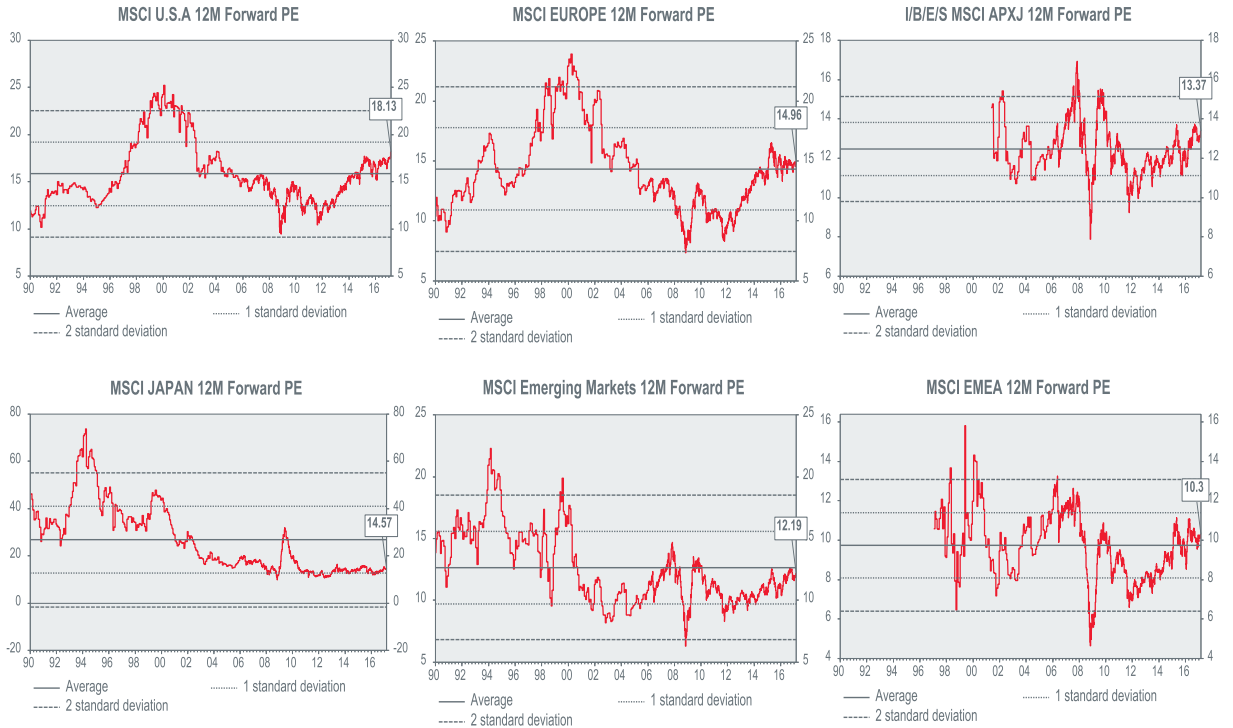 MSCI U.S.A 12M Forward PE
30 30
25 25
18.13
20 20
15 15
10 10
5 5
90 92 94 96 98 00 02 04 06 08 10 12 14 16
Average 1 standard deviation
2 standard deviation
MSCI EUROPE 12M Forward PE
25 25
20 20
14.96
15 15
10 10
5 5
90 92 94 96 98 00 02 04 06 08 10 12 14 16
Average 1 standard deviation
2 standard deviation
I/B/E/S MSCI APXJ 12M Forward PE
18 18
16 16
13.37
14 14
12 12
10 10
8 8
6 6
90 92 94 96 98 00 02 04 06 08 10 12 14 16
Average 1 standard deviation
2 standard deviation
MSCI JAPAN 12M Forward PE
80 80
60 60
40 40
14.57
20 20
0 0
-20 -20
90 92 94 96 98 00 02 04 06 08 10 12 14 16
Average 1 standard deviation
2 standard deviation
MSCI Emerging Markets 12M Forward PE
25 25
20 20
12.19
15 15
10 10
5 5
90 92 94 96 98 00 02 04 06 08 10 12 14 16
Average 1 standard deviation
2 standard deviation
MSCI EMEA 12M Forward PE
16 16
14 14
10.3
12 12
10 10
8 8
6 6
4 4
90 92 94 96 98 00 02 04 06 08 10 12 14 16
Average 1 standard deviation
2 standard deviation